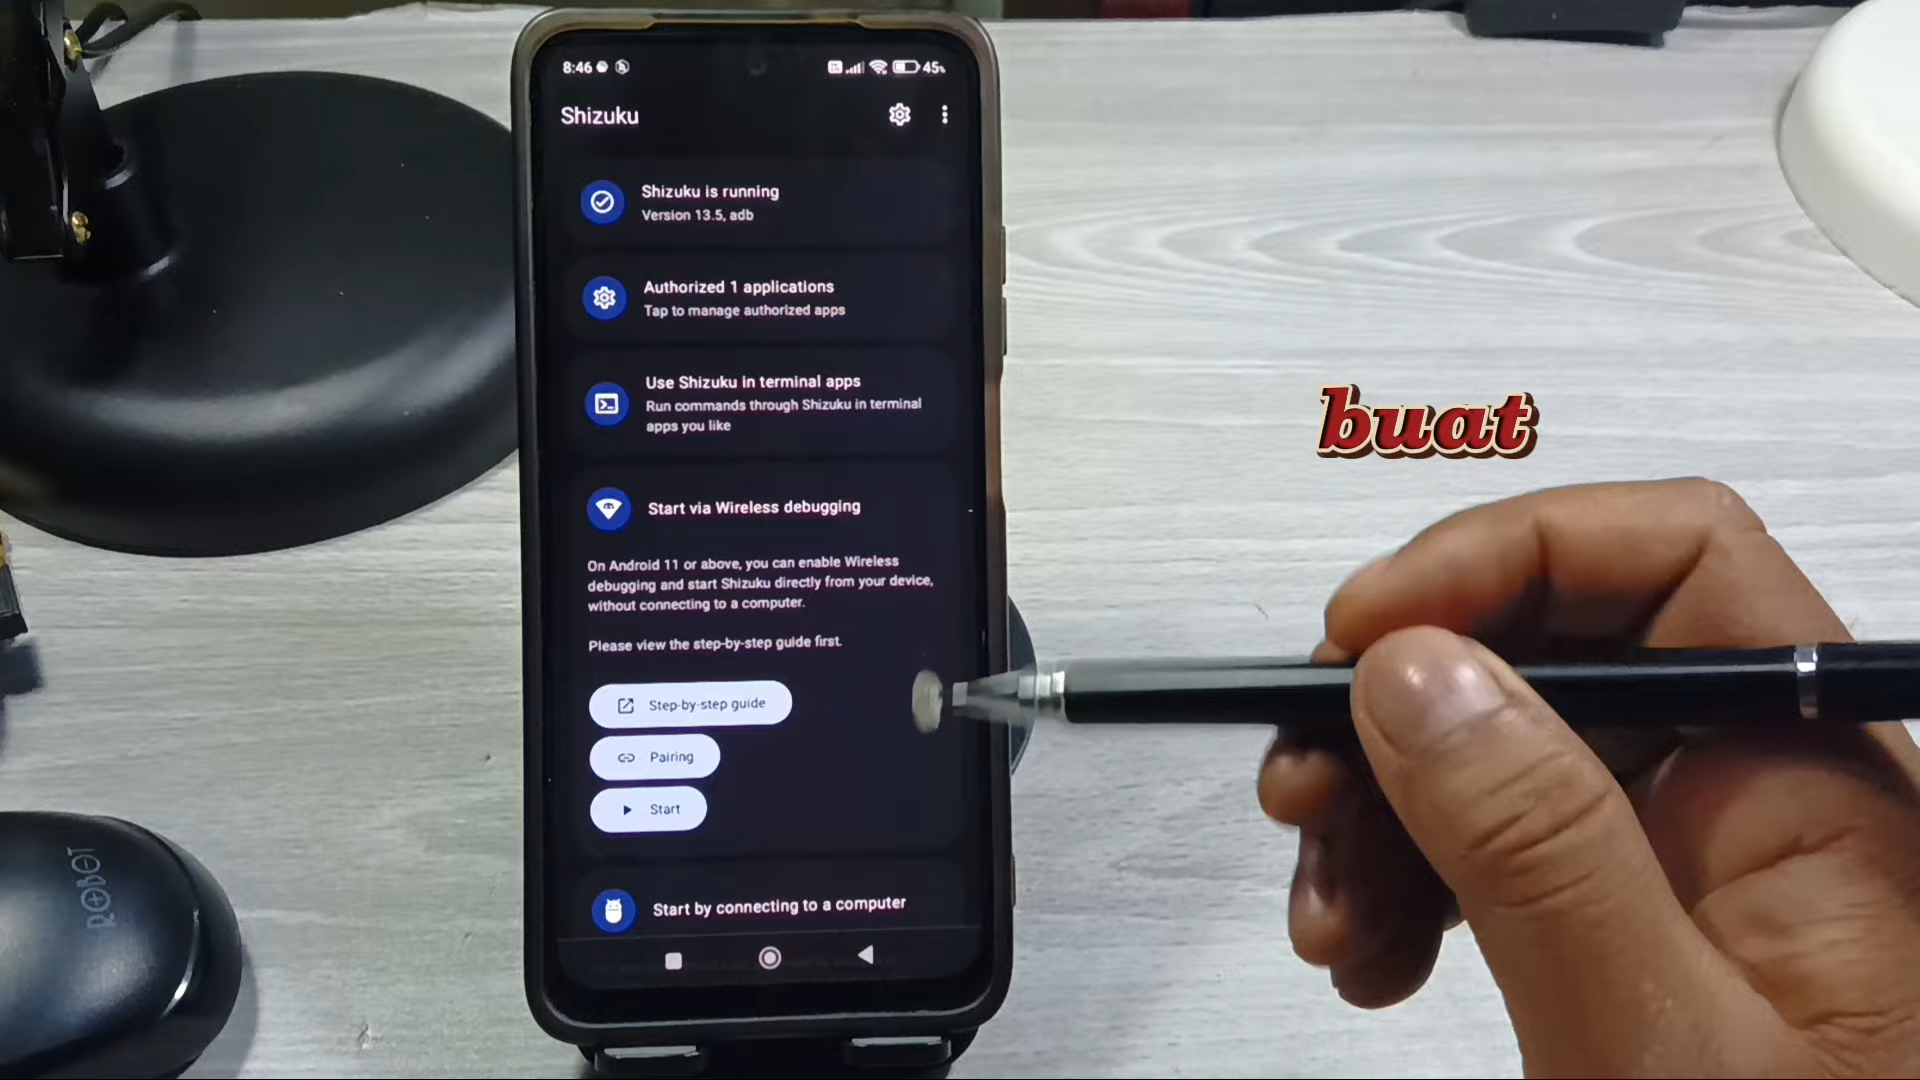 8:46
45%
Shizuku
Shizuku is running
Version 13.5, adb
Authorized 1 applications
Tap to manage authorized apps
Use Shizuku in terminal apps
Run commands through Shizuku in terminal
apps you like
buat
Start via Wireless debugging
On Android 11 or above, you can enable Wireless
debugging and start Shizuku directly from your device,
without connecting to a computer.
Please view the step-by-step guide first.
Step-by-step guide
Pairing
Start
Start by connecting to a computer
ROBOT